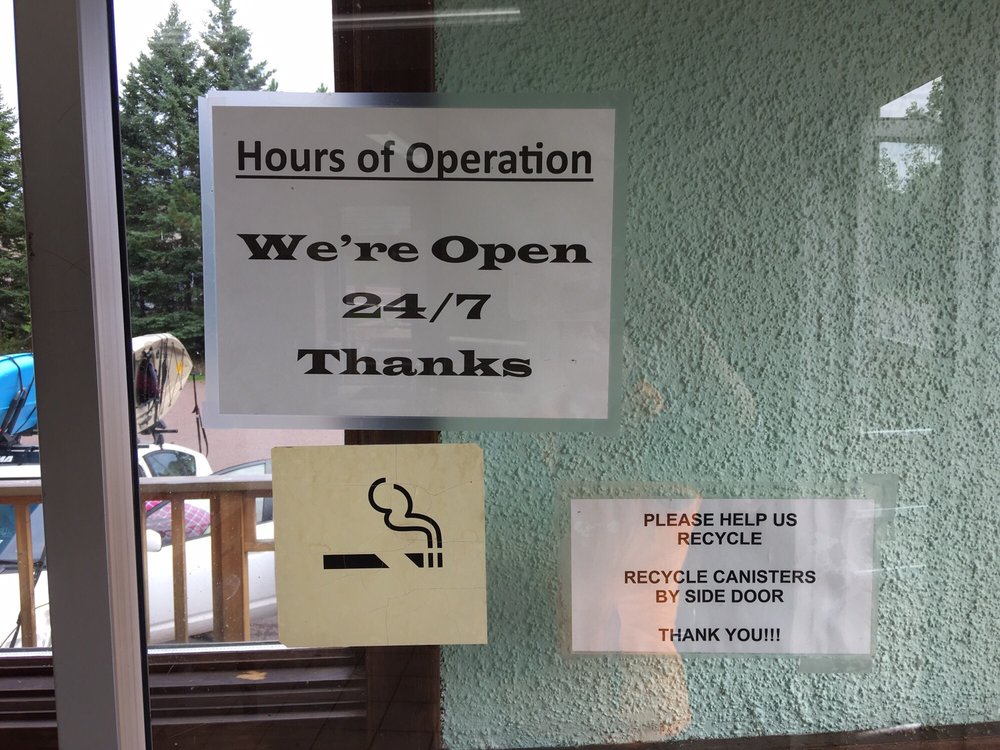 Hours of Operation
We're Open
24/7
Thanks
PLEASE HELP US
RECYCLE
RECYCLE CANISTERS
BY SIDE DOOR
THANK YOU!!!